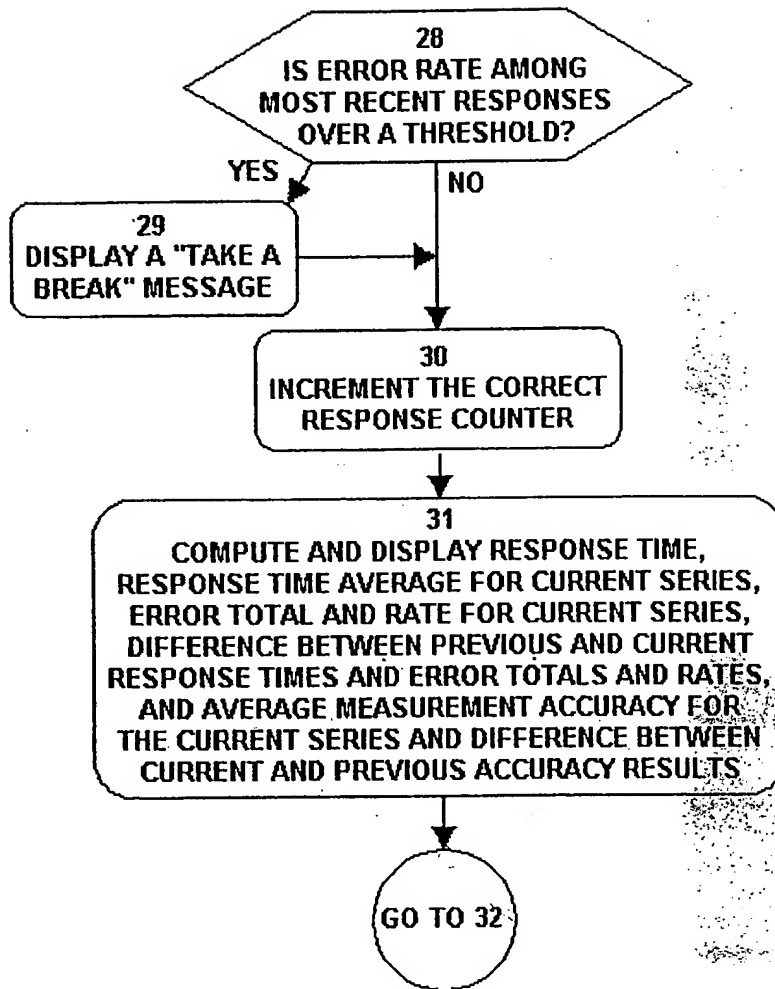 28
IS ERROR RATE AMONG
MOST RECENT RESPONSES
OVER A THRESHOLD?
YES
NO
29
DISPLAY A "TAKE A
BREAK" MESSAGE
30
INCREMENT THE CORRECT
RESPONSE COUNTER
31
COMPUTE AND DISPLAY RESPONSE TIME,
RESPONSE TIME AVERAGE FOR CURRENT SERIES,
ERROR TOTAL AND RATE FOR CURRENT SERIES,
DIFFERENCE BETWEEN PREVIOUS AND CURRENT
RESPONSE TIMES AND ERROR TOTALS AND RATES,
AND AVERAGE MEASUREMENT ACCURACY FOR
THE CURRENT SERIES AND DIFFERENCE BETWEEN
CURRENT AND PREVIOUS ACCURACY RESULTS
GO TO 32